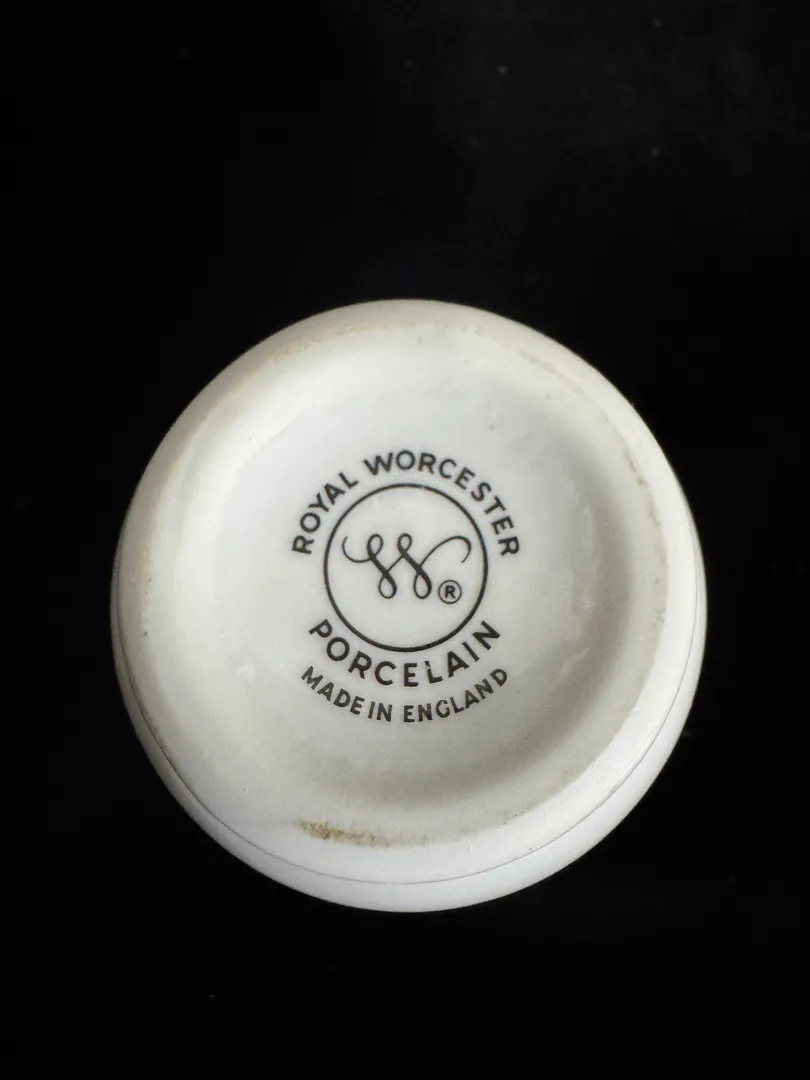 ROYAL WORCESTER
W®
PORCELAIN
MADE IN ENGLAND